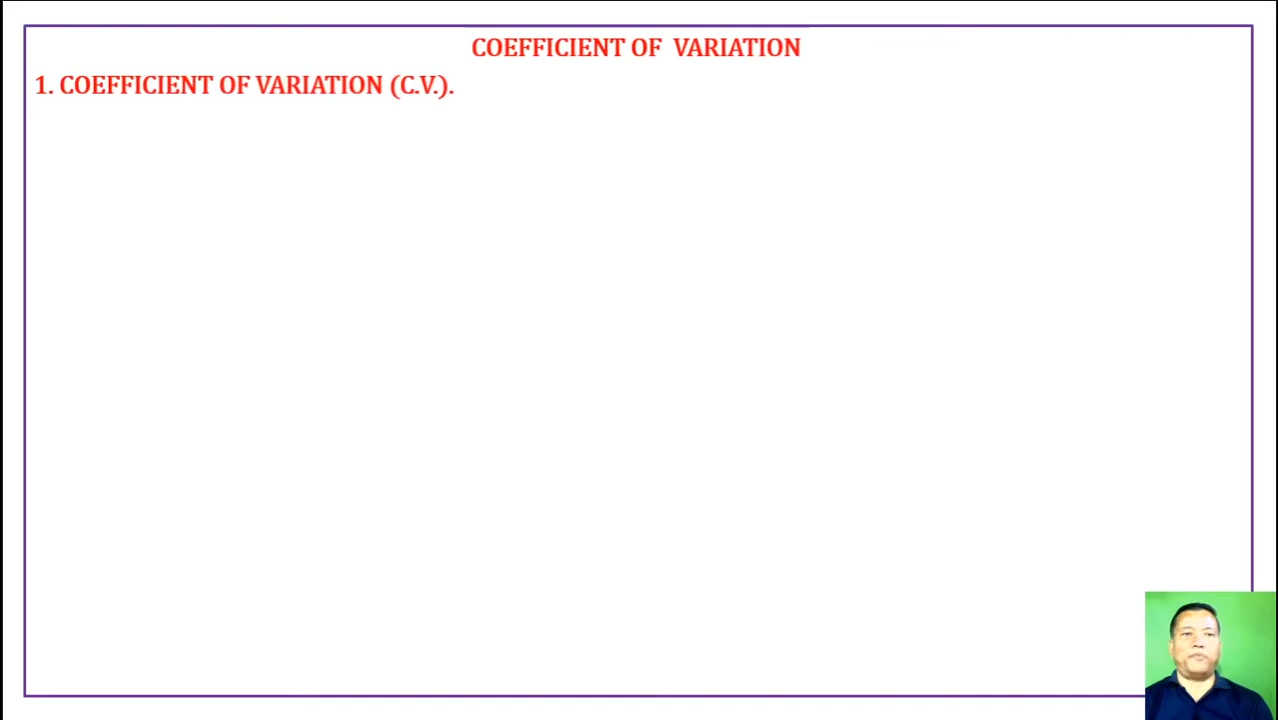 COEFFICIENT OF VARIATION
1. COEFFICIENT OF VARIATION (C.V.).